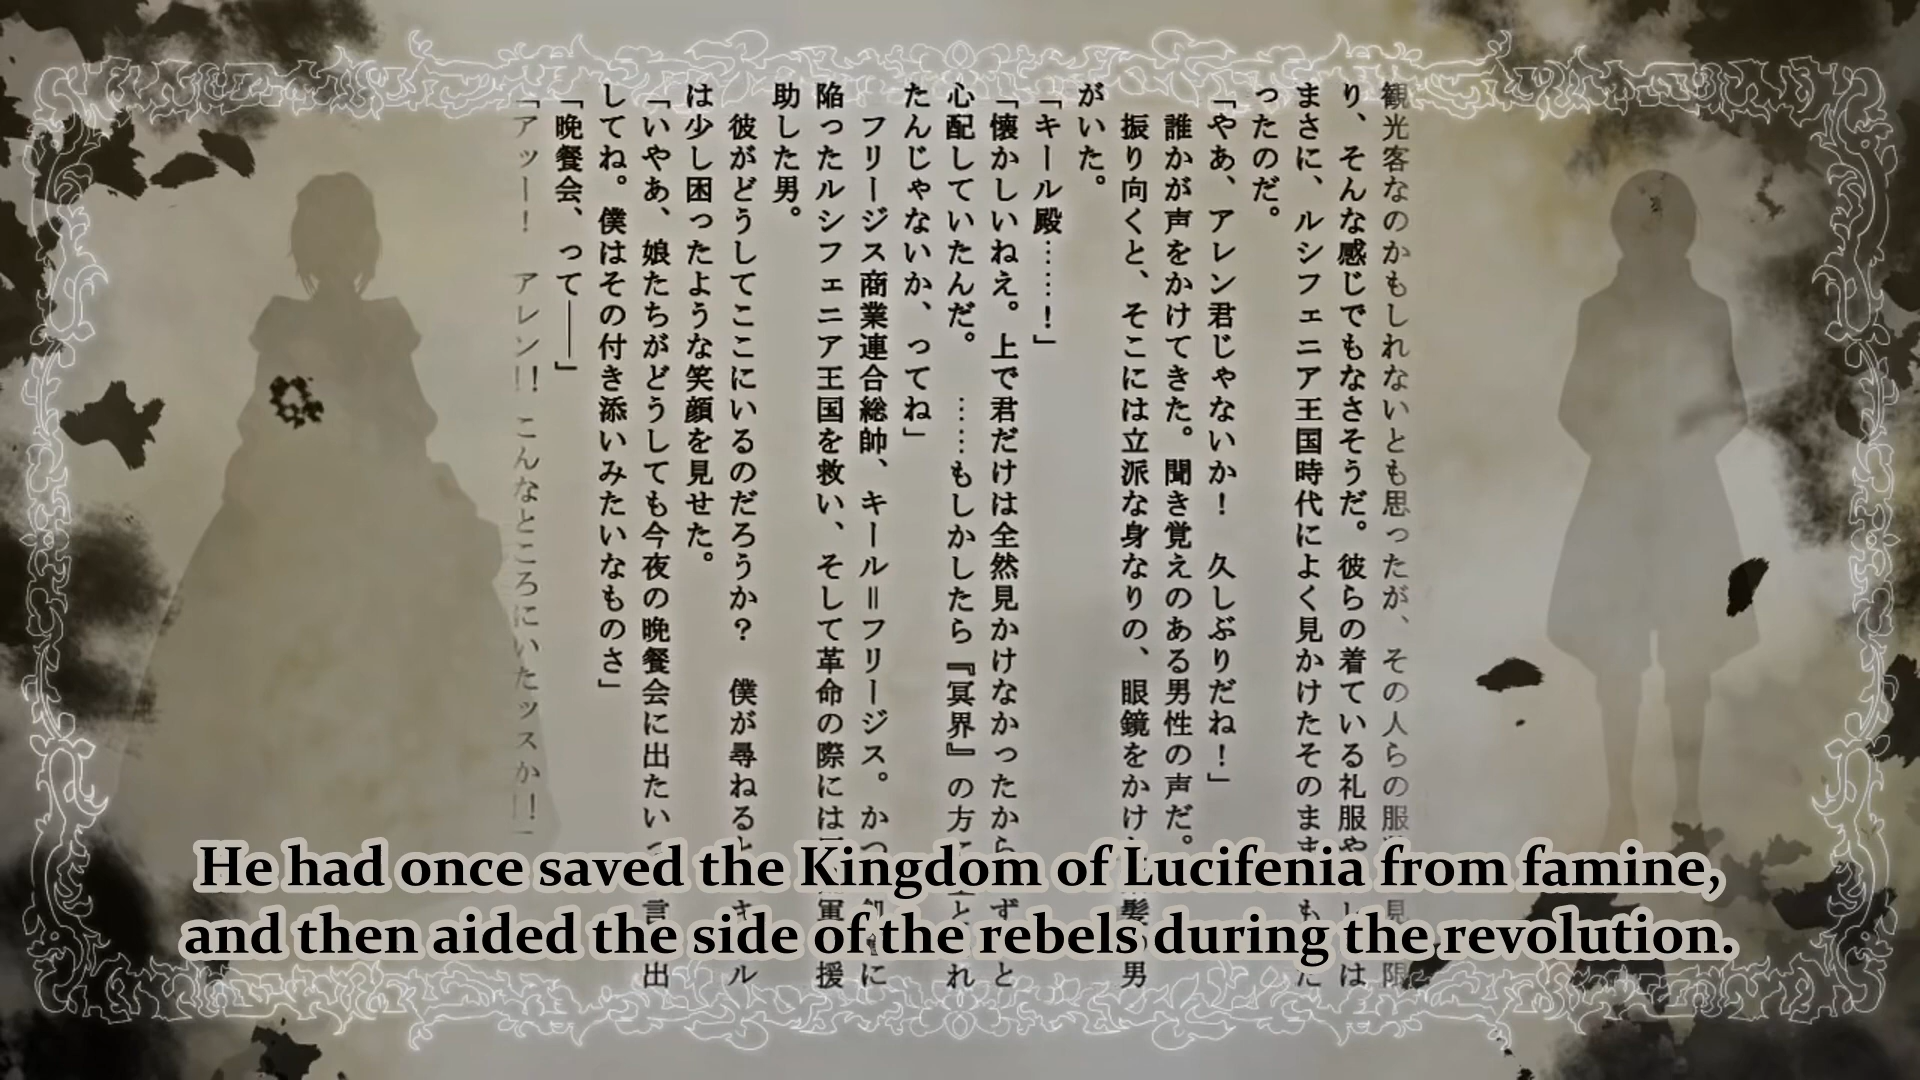 観光客なのかもしれないとも思ったが、その人らの服見限
り、そんな感じでもなさそうだ。彼らの着ている礼服やは
まさに、ルシフェニア王国時代によく見かけたそのままもた
ったのだ。
「やあ、アレン君じゃないか！　久しぶりだね！」
誰かが声をかけてきた。聞き覚えのある男性の声だ。
振り向くと、そこには立派な身なりの、眼鏡をかけ髪男
がいた。
「キール殿……！」
「懐かしいねえ。上で君だけは全然見かけなかったからずと
心配していたんだ。　……もしかしたら『冥界』の方とれ
たんじゃないか、ってね」
フリージス商業連合総帥、キール＝フリージス。かつに
陥ったルシフェニア王国を救い、そして革命の際には軍援
助した男。
彼がどうしてここにいるのだろうか？　僕が尋ねるとキル
は少し困ったような笑顔を見せた。
「いやあ、娘たちがどうしても今夜の晩餐会に出たいっ言出
してね。僕はその付き添いみたいなものさ」
「晩餐会、って――」
「アッー！　アレン!!　こんなところにいたッスか!!
He had once saved the Kingdom of Lucifenia from famine,
and then aided the side of the rebels during the revolution.